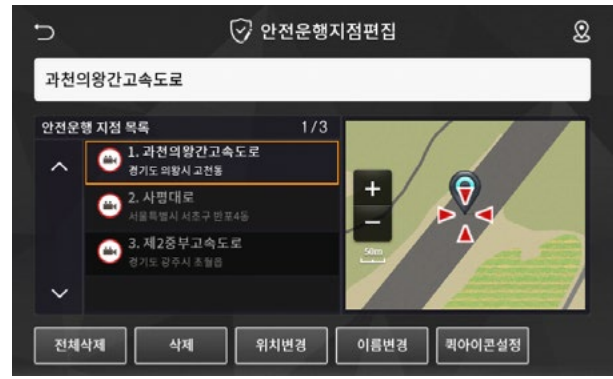 안전운행지점편집
과천의왕간고속도로
안전운행 지점 목록 1/3
1. 과천의왕간고속도로
경기도 의왕시 고천동
2. 사평대로
서울특별시 서초구 반포4동
3. 제2중부고속도로
경기도 광주시 초월읍
+
−
50m
전체삭제 삭제 위치변경 이름변경 퀵아이콘설정